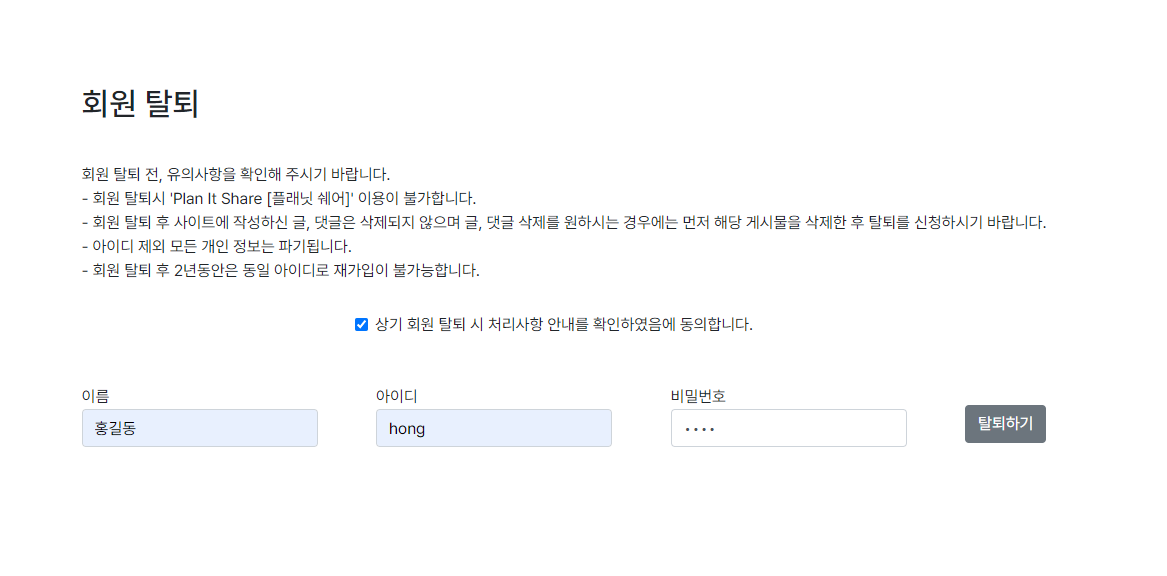 회원 탈퇴
회원 탈퇴 전, 유의사항을 확인해 주시기 바랍니다.
- 회원 탈퇴시 'Plan It Share [플래닛 쉐어]' 이용이 불가합니다.
- 회원 탈퇴 후 사이트에 작성하신 글, 댓글은 삭제되지 않으며 글, 댓글 삭제를 원하시는 경우에는 먼저 해당 게시물을 삭제한 후 탈퇴를 신청하시기 바랍니다.
- 아이디 제외 모든 개인 정보는 파기됩니다.
- 회원 탈퇴 후 2년동안은 동일 아이디로 재가입이 불가능합니다.
상기 회원 탈퇴 시 처리사항 안내를 확인하였음에 동의합니다.
이름 아이디 비밀번호
홍길동 hong •••• 탈퇴하기